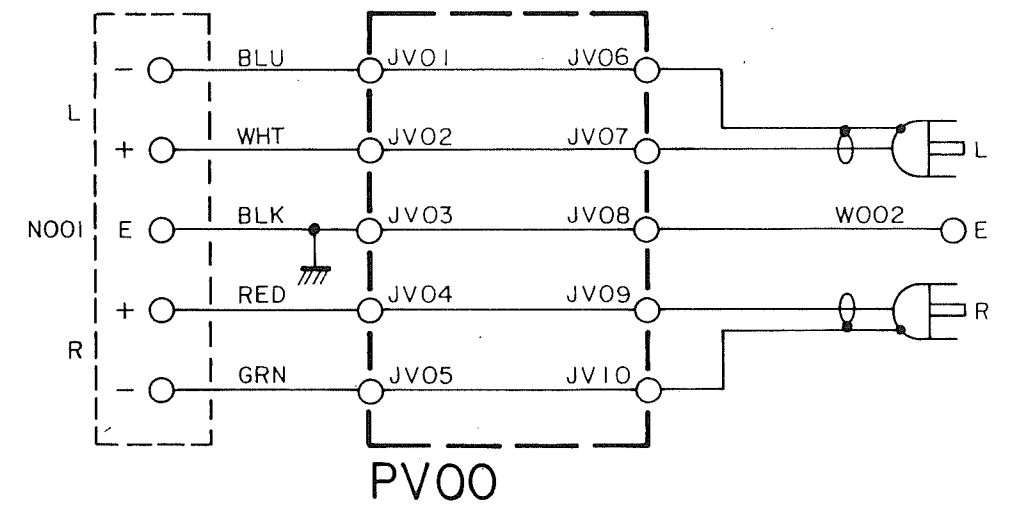 − BLU JV01 JV06
L
+ WHT JV02 JV07 L
N001 E BLK JV03 JV08 W002 E
+ RED JV04 JV09 R
R
− GRN JV05 JV10
PV00